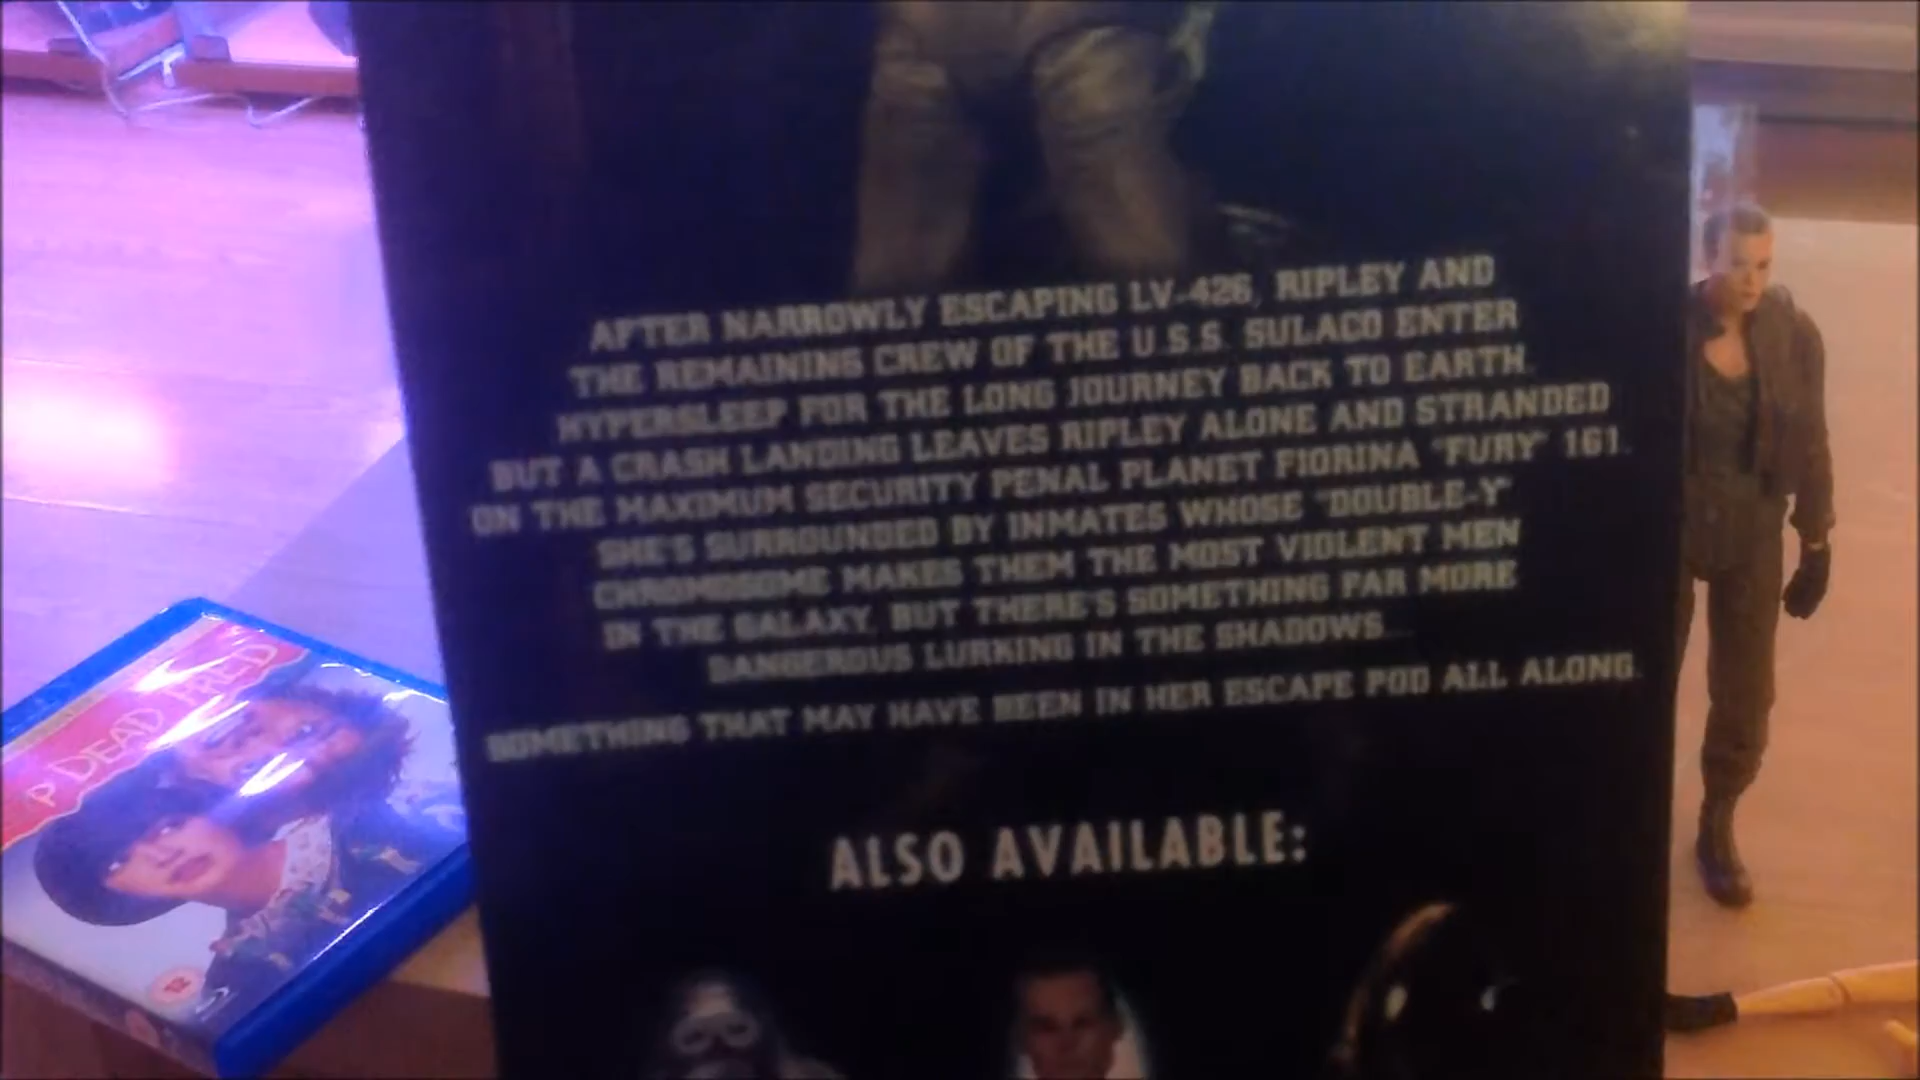 AFTER NARROWLY ESCAPING LV-426, RIPLEY AND
THE REMAINING CREW OF THE U.S.S. SULACO ENTER
HYPERSLEEP FOR THE LONG JOURNEY BACK TO EARTH.
BUT A CRASH LANDING LEAVES RIPLEY ALONE AND STRANDED
ON THE MAXIMUM SECURITY PENAL PLANET FIORINA "FURY" 161.
SHE'S SURROUNDED BY INMATES WHOSE "DOUBLE-Y"
CHROMOSOME MAKES THEM THE MOST VIOLENT MEN
IN THE GALAXY. BUT THERE'S SOMETHING FAR MORE
DANGEROUS LURKING IN THE SHADOWS...
SOMETHING THAT MAY HAVE BEEN IN HER ESCAPE POD ALL ALONG.
ALSO AVAILABLE:
P DEAD FRED
12